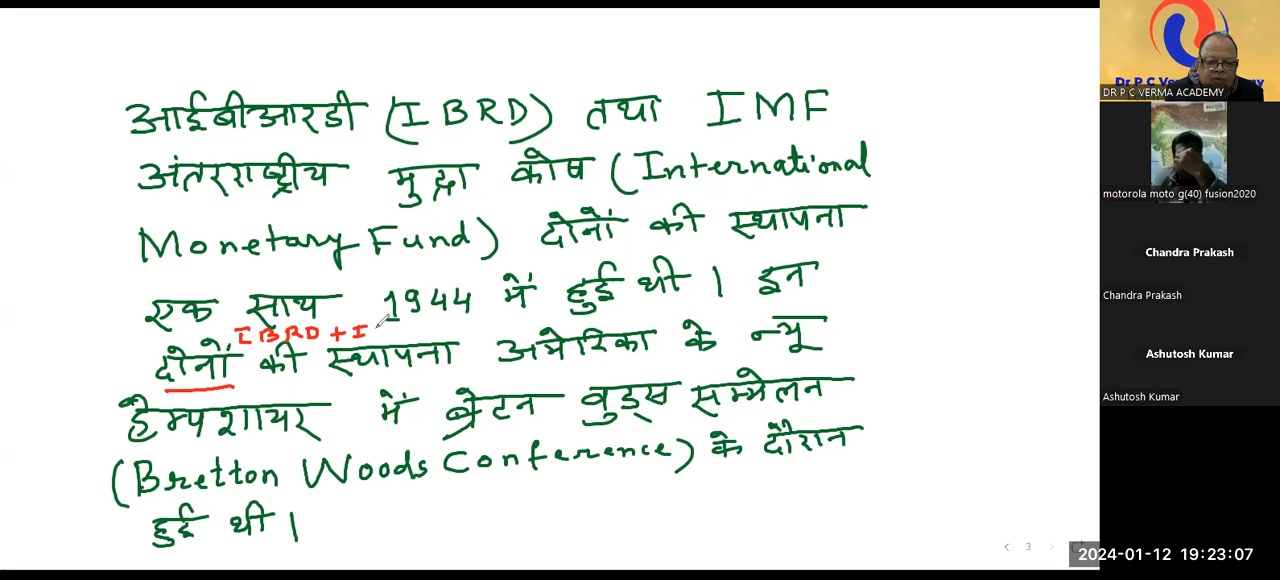 आईबीआरडी (IBRD) तथा IMF
अंतरराष्ट्रीय मुद्रा कोष (International
Monetary Fund) दोनों की स्थापना
एक साथ 1944 में हुई थी । इन
IBRD + I
दोनों की स्थापना अमेरिका के न्यू
हैम्पशायर में ब्रेटन वुड्स सम्मेलन
(Bretton Woods Conference) के दौरान
हुई थी ।
DR P C VERMA ACADEMY
motorola moto g(40) fusion2020
Chandra Prakash
Chandra Prakash
Ashutosh Kumar
Ashutosh Kumar
3
2024-01-12 19:23:07